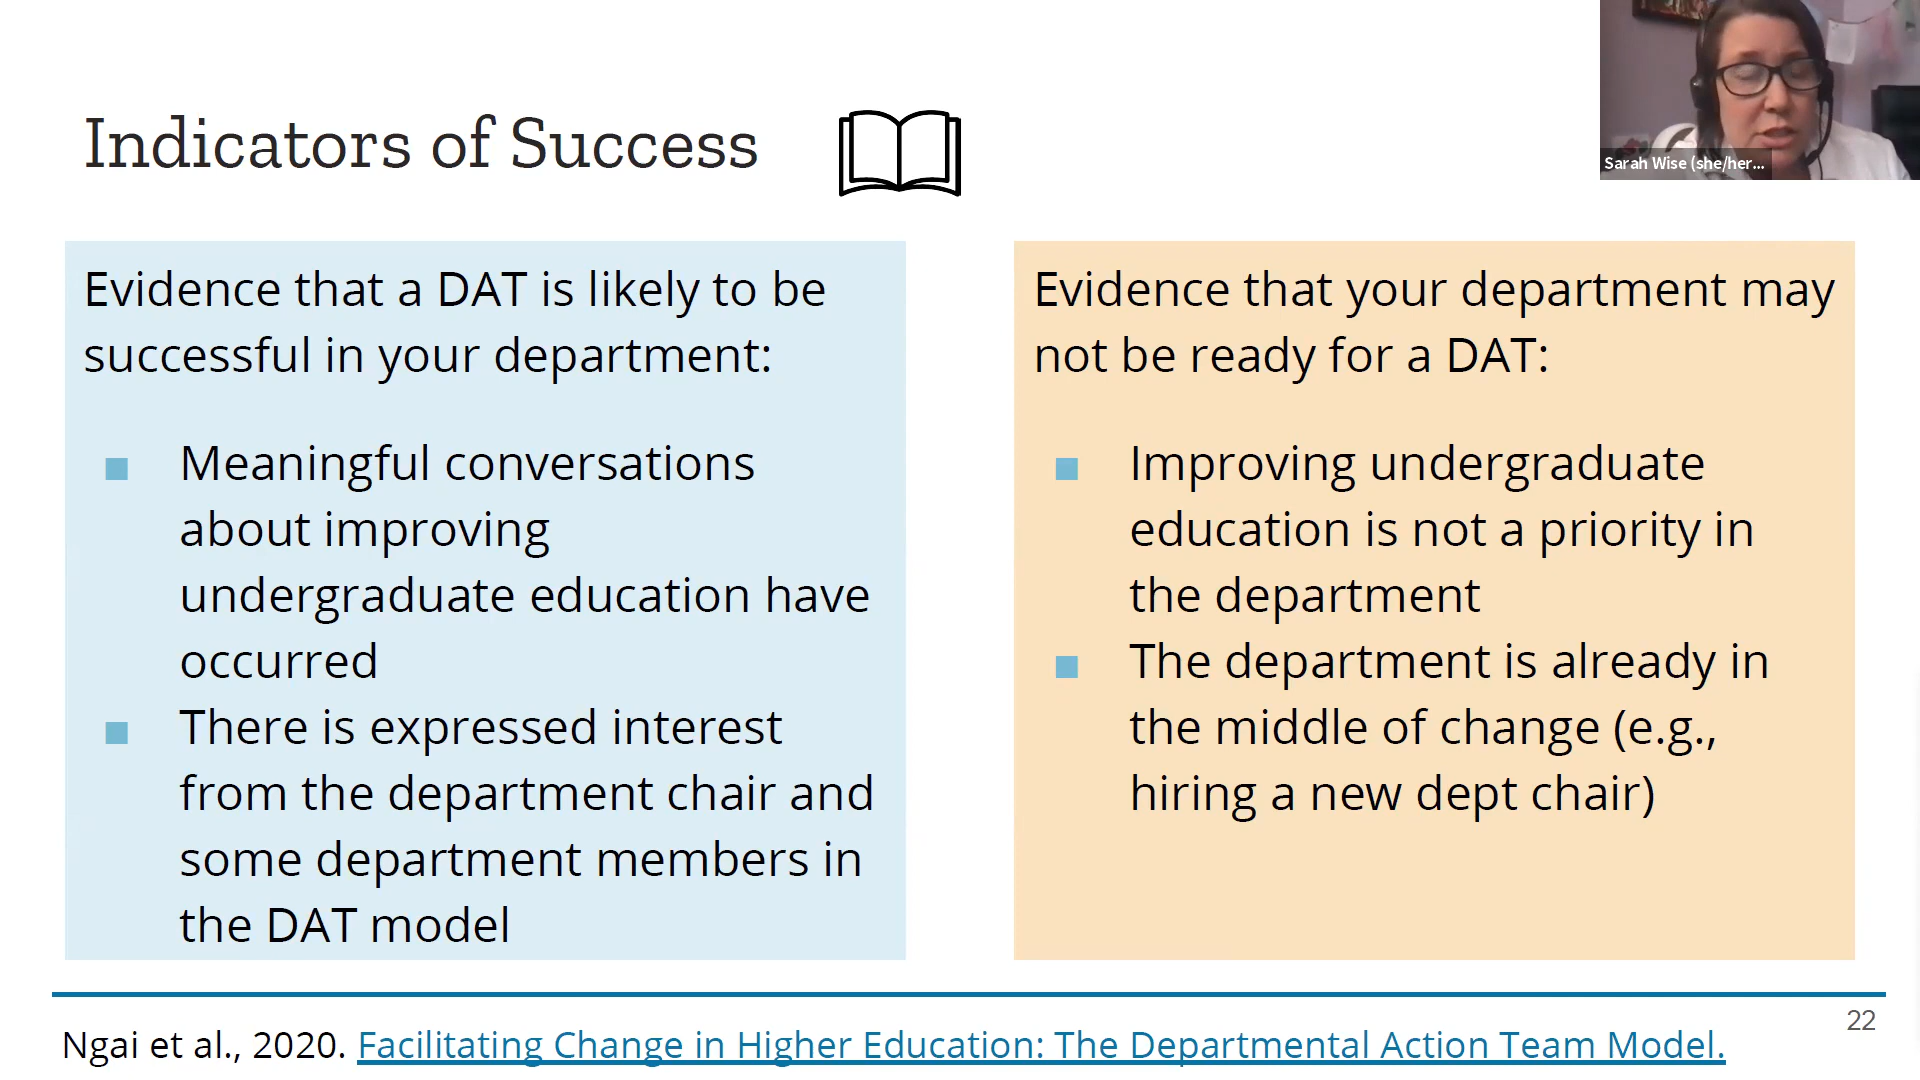 Indicators of Success
Sarah Wise (she/her...
Evidence that a DAT is likely to be
successful in your department:
■ Meaningful conversations
about improving
undergraduate education have
occurred
■ There is expressed interest
from the department chair and
some department members in
the DAT model
Evidence that your department may
not be ready for a DAT:
■ Improving undergraduate
education is not a priority in
the department
■ The department is already in
the middle of change (e.g.,
hiring a new dept chair)
22
Ngai et al., 2020. Facilitating Change in Higher Education: The Departmental Action Team Model.